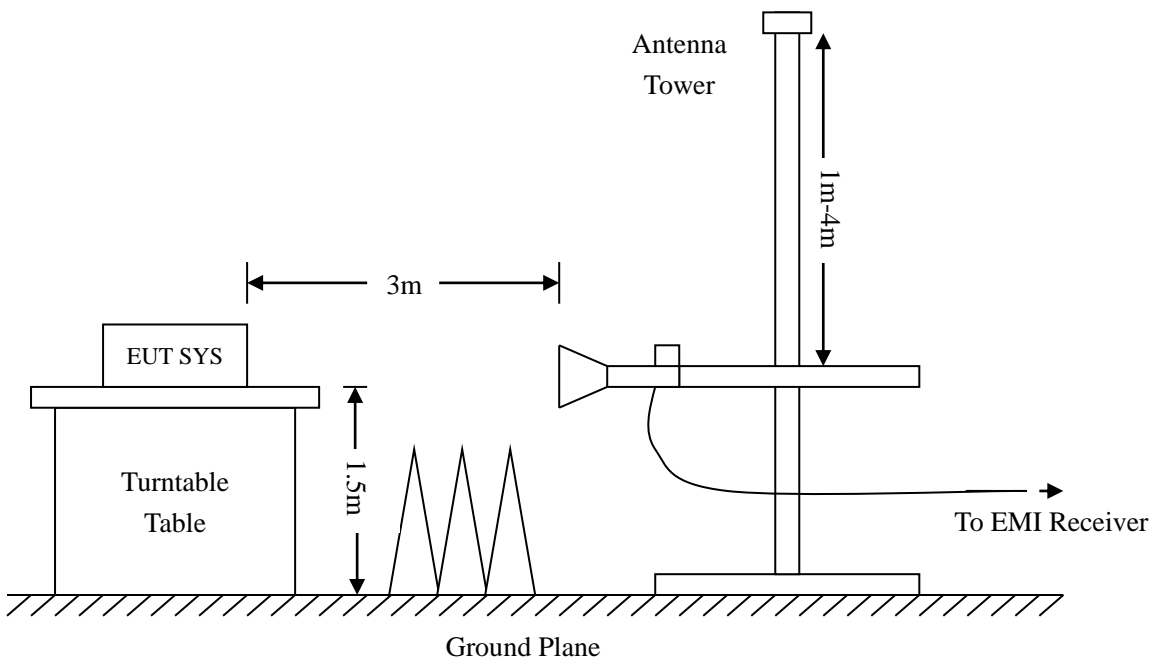 Antenna
Tower
1m-4m
3m
EUT SYS
1.5m
Turntable
Table
To EMI Receiver
Ground Plane